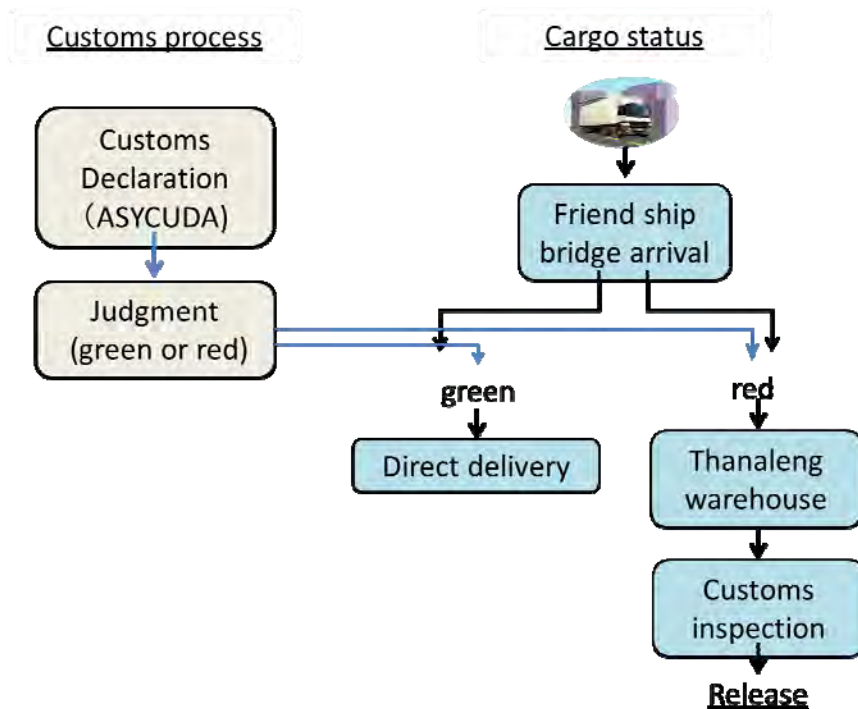 Customs process
Cargo status
Customs
Declaration
（ASYCUDA)
Friend ship
bridge arrival
Judgment
(green or red)
green
red
Direct delivery
Thanaleng
warehouse
Customs
inspection
Release